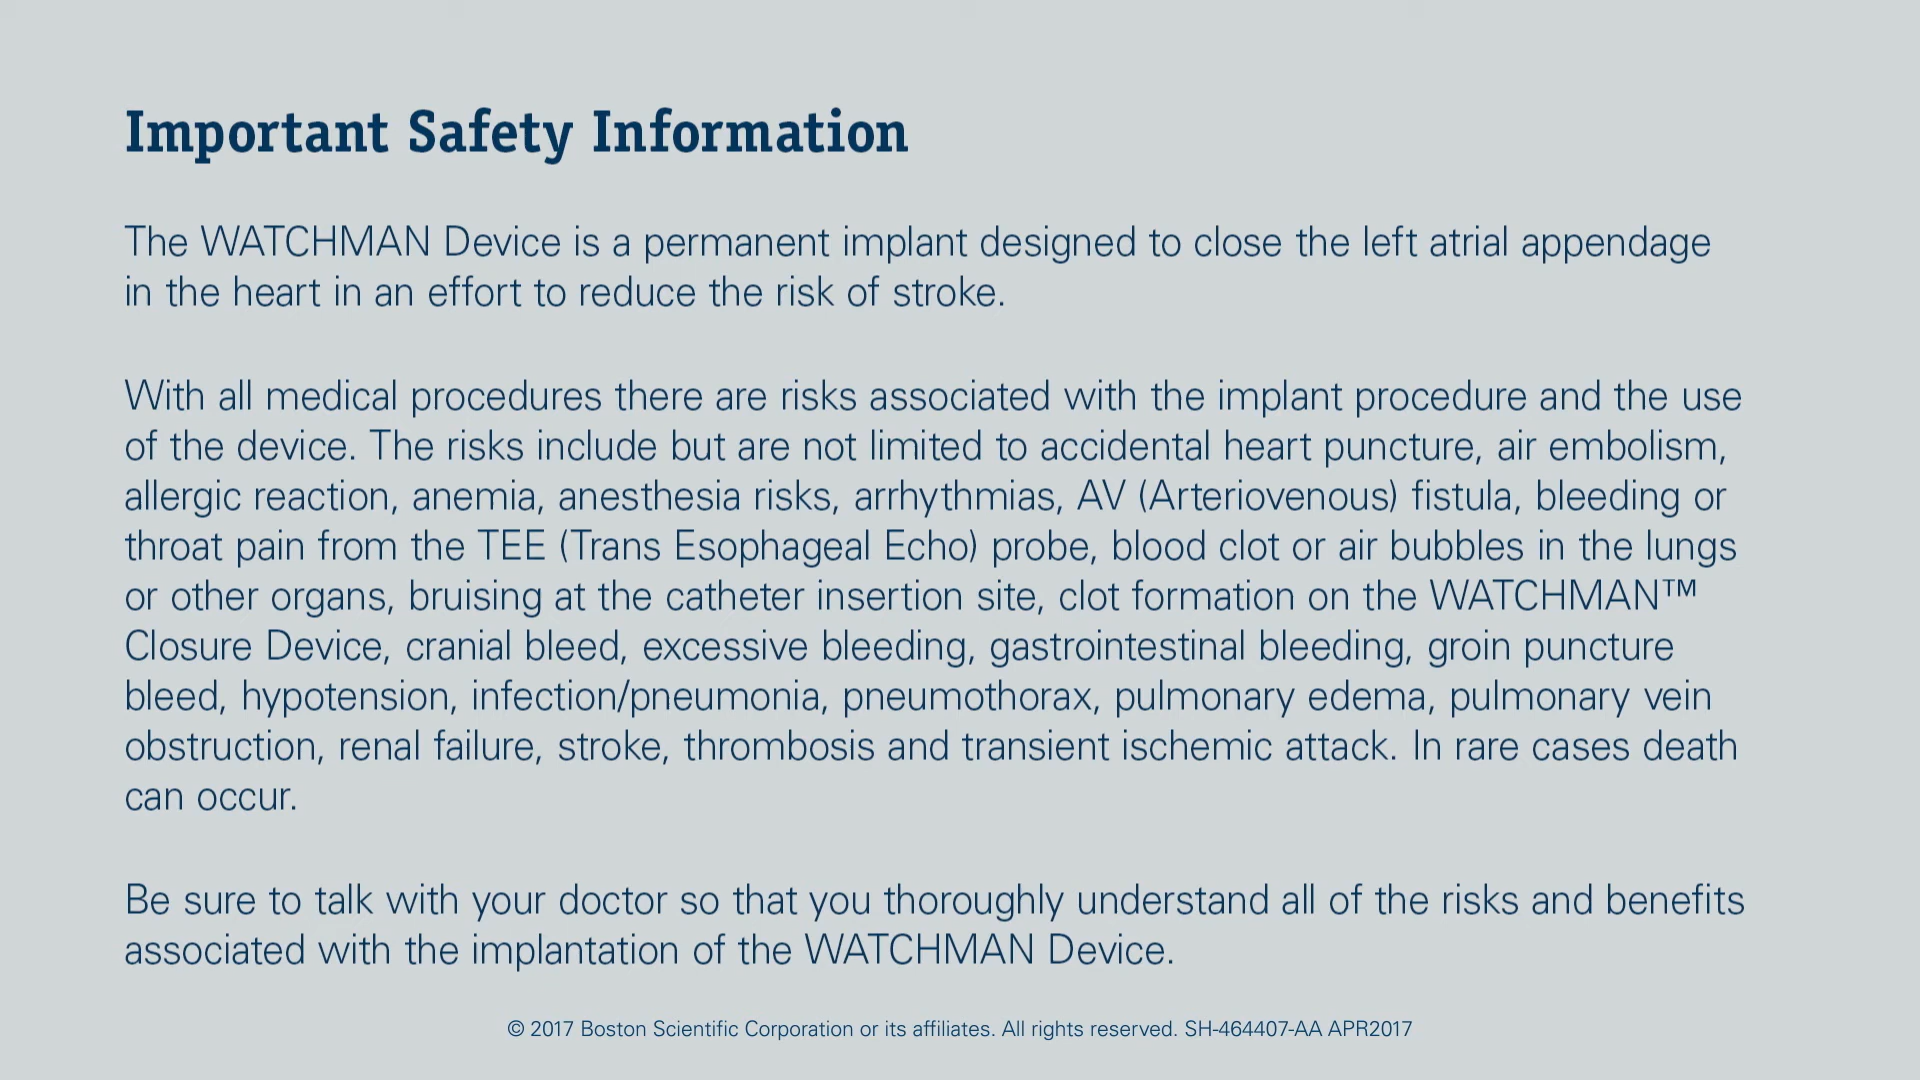 Important Safety Information
The WATCHMAN Device is a permanent implant designed to close the left atrial appendage
in the heart in an effort to reduce the risk of stroke.
With all medical procedures there are risks associated with the implant procedure and the use
of the device. The risks include but are not limited to accidental heart puncture, air embolism,
allergic reaction, anemia, anesthesia risks, arrhythmias, AV (Arteriovenous) fistula, bleeding or
throat pain from the TEE (Trans Esophageal Echo) probe, blood clot or air bubbles in the lungs
or other organs, bruising at the catheter insertion site, clot formation on the WATCHMAN™
Closure Device, cranial bleed, excessive bleeding, gastrointestinal bleeding, groin puncture
bleed, hypotension, infection/pneumonia, pneumothorax, pulmonary edema, pulmonary vein
obstruction, renal failure, stroke, thrombosis and transient ischemic attack. In rare cases death
can occur.
Be sure to talk with your doctor so that you thoroughly understand all of the risks and benefits
associated with the implantation of the WATCHMAN Device.
© 2017 Boston Scientific Corporation or its affiliates. All rights reserved. SH-464407-AA APR2017